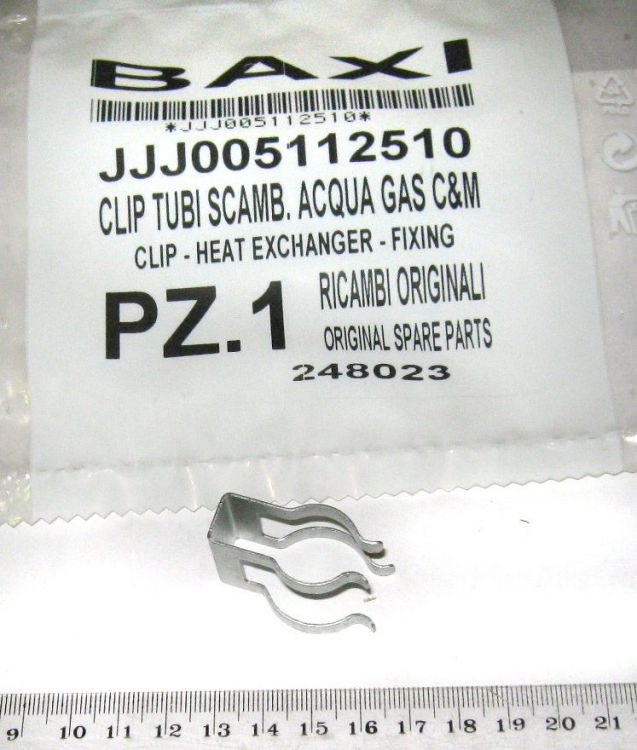 BAXI
*JJJ005112510*
JJJ005112510
CLIP TUBI SCAMB. ACQUA GAS C&M
CLIP - HEAT EXCHANGER - FIXING
PZ.1
RICAMBI ORIGINALI
ORIGINAL SPARE PARTS
248023
9 10 11 12 13 14 15 16 17 18 19 20 21